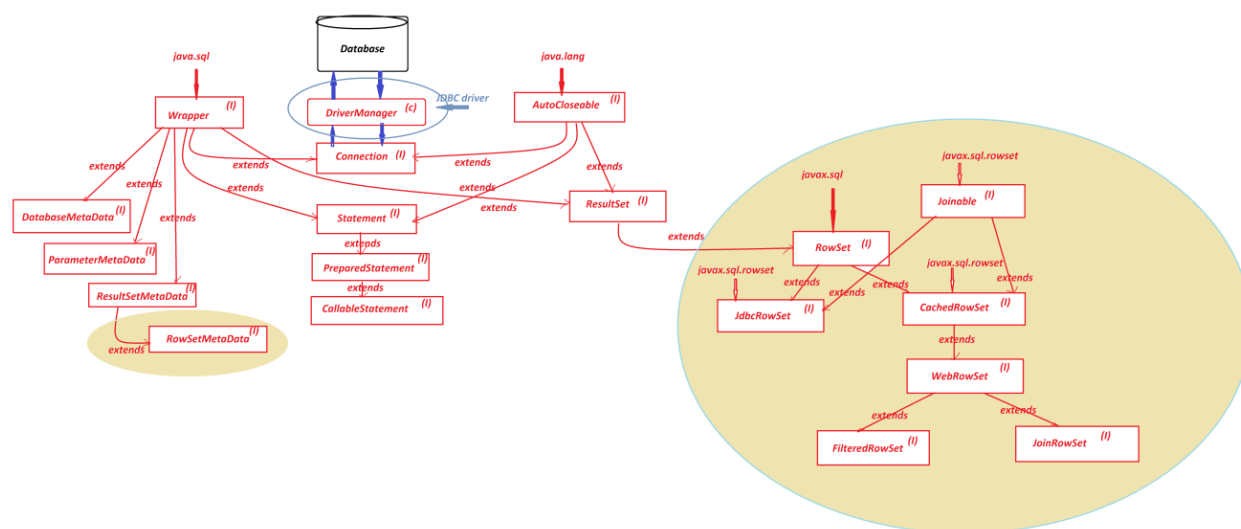 Database
java.sql
java.lang
JDBC driver
Wrapper (I)
DriverManager (c)
AutoCloseable (I)
Connection (I)
extends
extends
extends
extends
extends
extends
extends
extends
extends
DatabaseMetaData (I)
Statement (I)
ResultSet (I)
extends
ParameterMetaData (I)
PreparedStatement (I)
extends
ResultSetMetaData (I)
CallableStatement (I)
extends
RowSetMetaData (I)
extends
javax.sql.rowset
javax.sql
Joinable (I)
RowSet (I)
javax.sql.rowset
javax.sql.rowset
extends
extends
extends
extends
JdbcRowSet (I)
CachedRowSet (I)
extends
WebRowSet (I)
extends
extends
FilteredRowSet (I)
JoinRowSet (I)